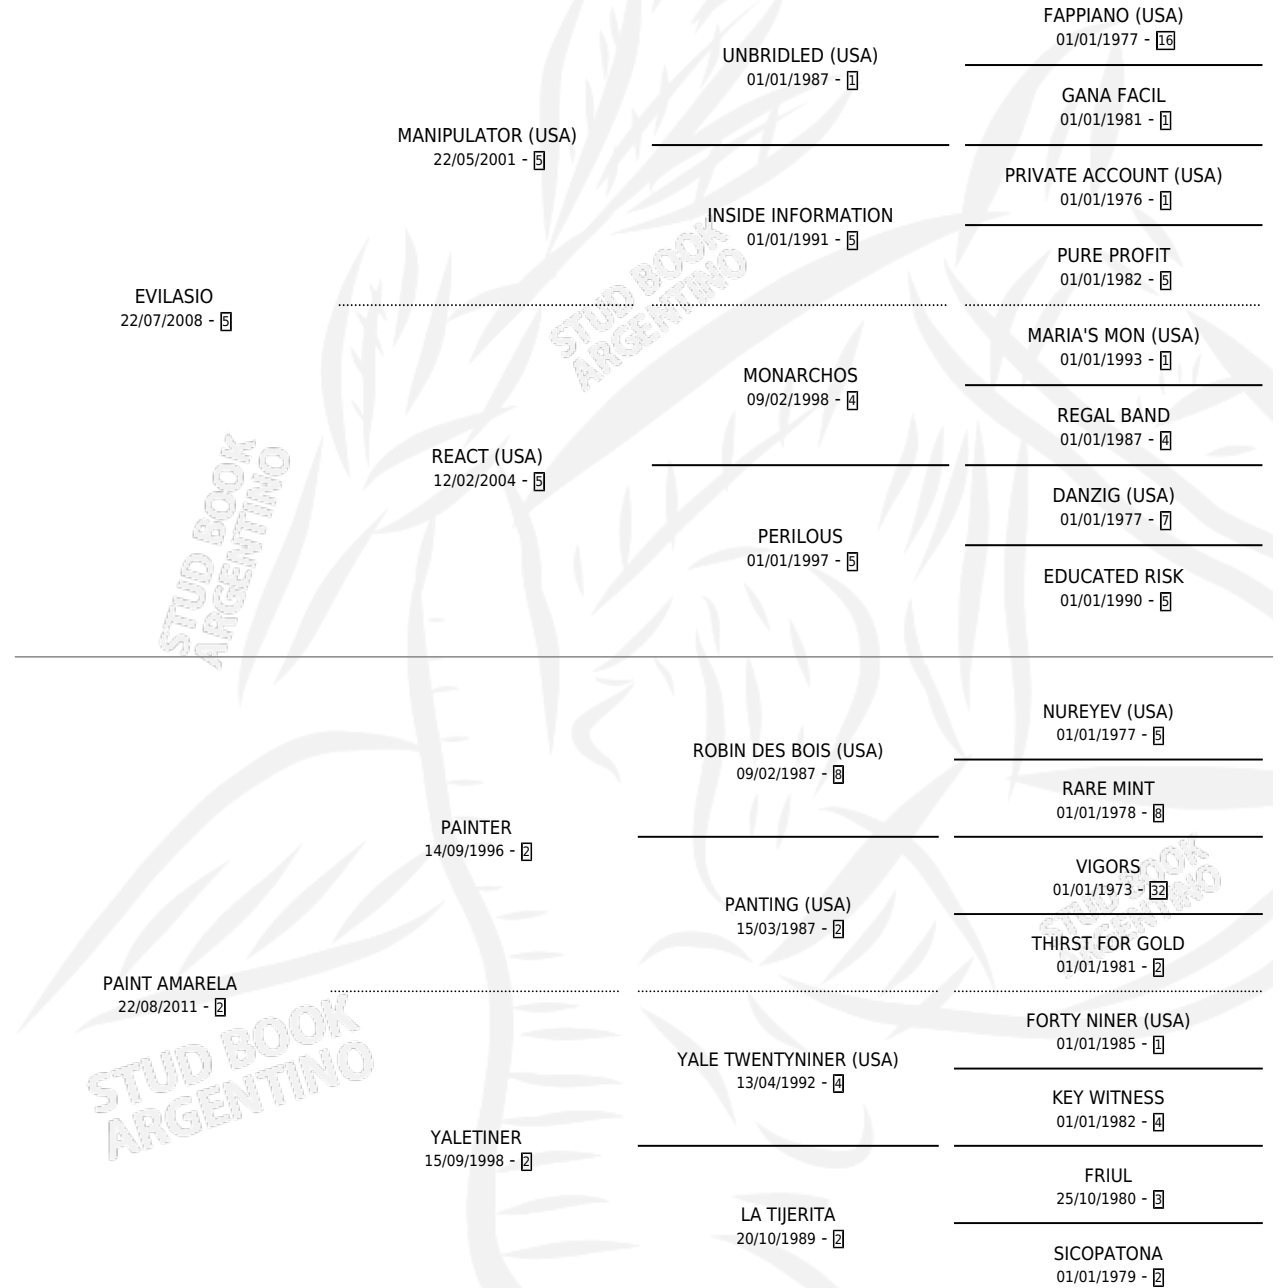 FAPPIANO (USA)
01/01/1977 - 16
UNBRIDLED (USA)
01/01/1987 - 1
GANA FACIL
01/01/1981 - 1
MANIPULATOR (USA)
22/05/2001 - 5
PRIVATE ACCOUNT (USA)
01/01/1976 - 1
INSIDE INFORMATION
01/01/1991 - 5
PURE PROFIT
01/01/1982 - 5
EVILASIO
22/07/2008 - 5
MARIA'S MON (USA)
01/01/1993 - 1
MONARCHOS
09/02/1998 - 4
REGAL BAND
01/01/1987 - 4
REACT (USA)
12/02/2004 - 5
DANZIG (USA)
01/01/1977 - 7
PERILOUS
01/01/1997 - 5
EDUCATED RISK
01/01/1990 - 5
NUREYEV (USA)
01/01/1977 - 5
ROBIN DES BOIS (USA)
09/02/1987 - 8
RARE MINT
01/01/1978 - 8
PAINTER
14/09/1996 - 2
VIGORS
01/01/1973 - 32
PANTING (USA)
15/03/1987 - 2
THIRST FOR GOLD
01/01/1981 - 2
PAINT AMARELA
22/08/2011 - 2
FORTY NINER (USA)
01/01/1985 - 1
YALE TWENTYNINER (USA)
13/04/1992 - 4
KEY WITNESS
01/01/1982 - 4
YALETINER
15/09/1998 - 2
FRIUL
25/10/1980 - 3
LA TIJERITA
20/10/1989 - 2
SICOPATONA
01/01/1979 - 2
STUD BOOK
ARGENTINO
STUD BOOK
ARGENTINO
STUD BOOK
ARGENTINO
STUD BOOK
ARGENTINO